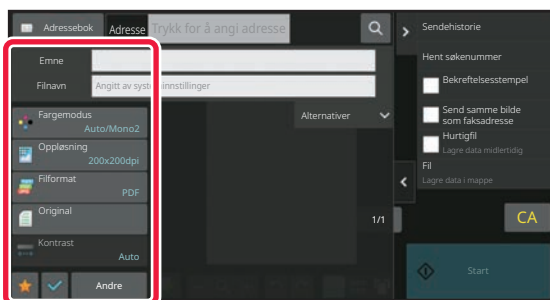 Adressebok
Adresse
Trykk for å angi adresse
Emne
Filnavn
Angitt av systeminnstillinger
Fargemodus
Auto/Mono2
Oppløsning
200x200dpi
Filformat
PDF
Original
Kontrast
Auto
Andre
Alternativer
1/1
Sendehistorie
Hent søkenummer
Bekreftelsesstempel
Send samme bilde
som faksadresse
Hurtigfil
Lagre data midlertidig
Fil
Lagre data i mappe
CA
Start